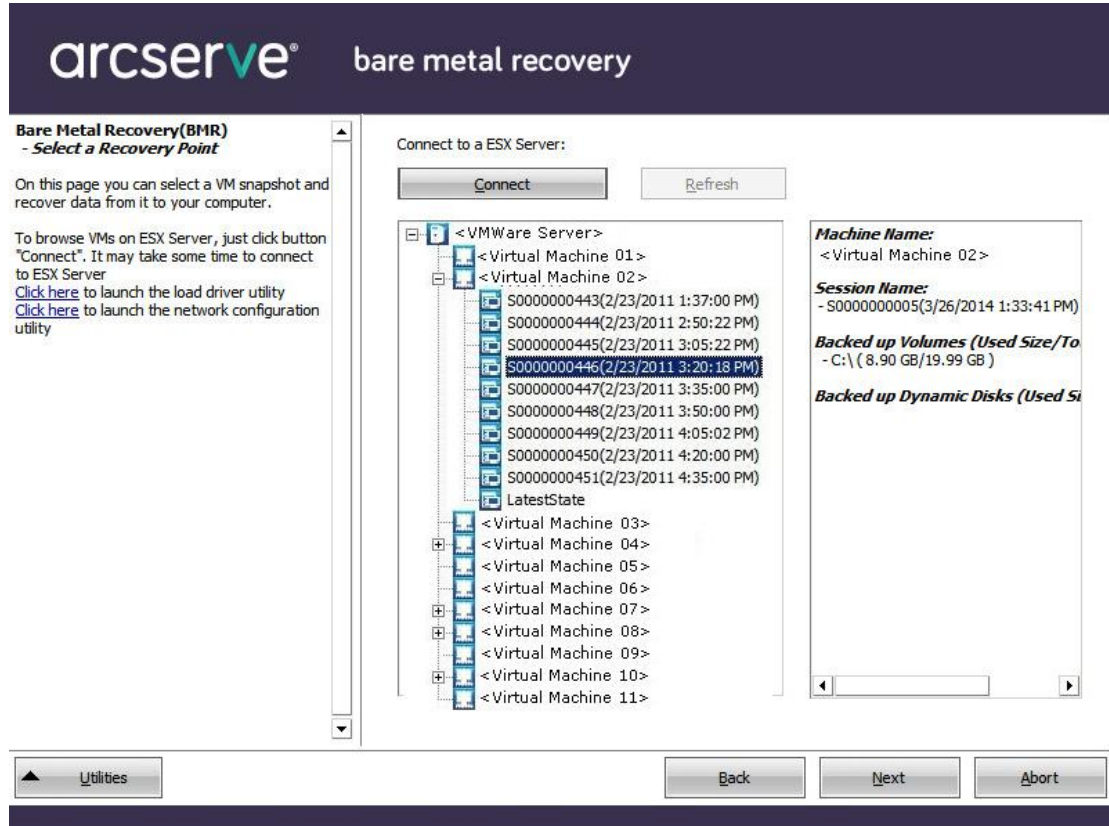 arcserve® bare metal recovery
Bare Metal Recovery(BMR)
- Select a Recovery Point
On this page you can select a VM snapshot and
recover data from it to your computer.
To browse VMs on ESX Server, just click button
"Connect". It may take some time to connect
to ESX Server
Click here to launch the load driver utility
Click here to launch the network configuration
utility
Connect to a ESX Server:
Connect
Refresh
<VMWare Server>
<Virtual Machine 01>
<Virtual Machine 02>
S0000000443(2/23/2011 1:37:00 PM)
S0000000444(2/23/2011 2:50:22 PM)
S0000000445(2/23/2011 3:05:22 PM)
S0000000446(2/23/2011 3:20:18 PM)
S0000000447(2/23/2011 3:35:00 PM)
S0000000448(2/23/2011 3:50:00 PM)
S0000000449(2/23/2011 4:05:02 PM)
S0000000450(2/23/2011 4:20:00 PM)
S0000000451(2/23/2011 4:35:00 PM)
LatestState
<Virtual Machine 03>
<Virtual Machine 04>
<Virtual Machine 05>
<Virtual Machine 06>
<Virtual Machine 07>
<Virtual Machine 08>
<Virtual Machine 09>
<Virtual Machine 10>
<Virtual Machine 11>
Machine Name:
<Virtual Machine 02>
Session Name:
- S0000000005(3/26/2014 1:33:41 PM)
Backed up Volumes (Used Size/To
- C:\ ( 8.90 GB/19.99 GB )
Backed up Dynamic Disks (Used Si
Utilities
Back
Next
Abort